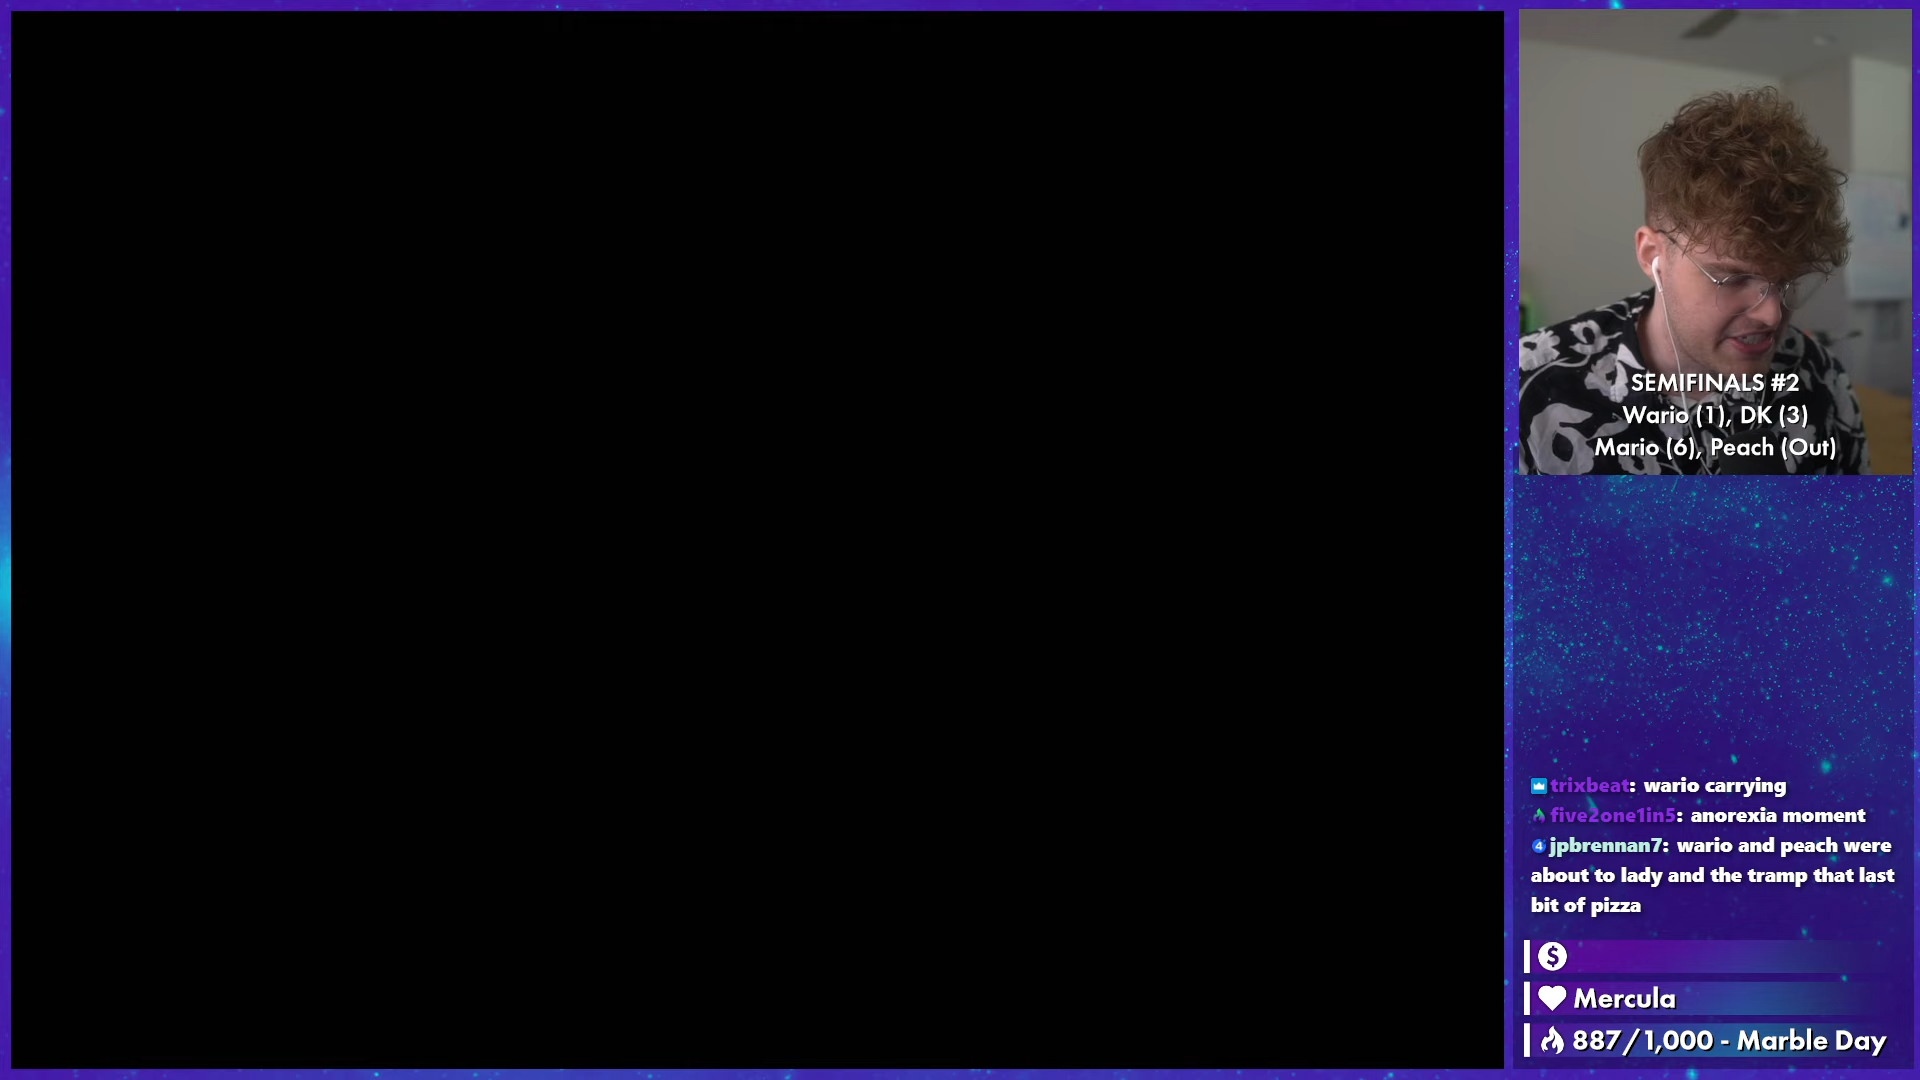 SEMIFINALS #2
Wario (1), DK (3)
Mario (6), Peach (Out)
trixbeat: wario carrying
five2one1in5: anorexia moment
4 jpbrennan7: wario and peach were
about to lady and the tramp that last
bit of pizza
$
Mercula
887/1,000 - Marble Day